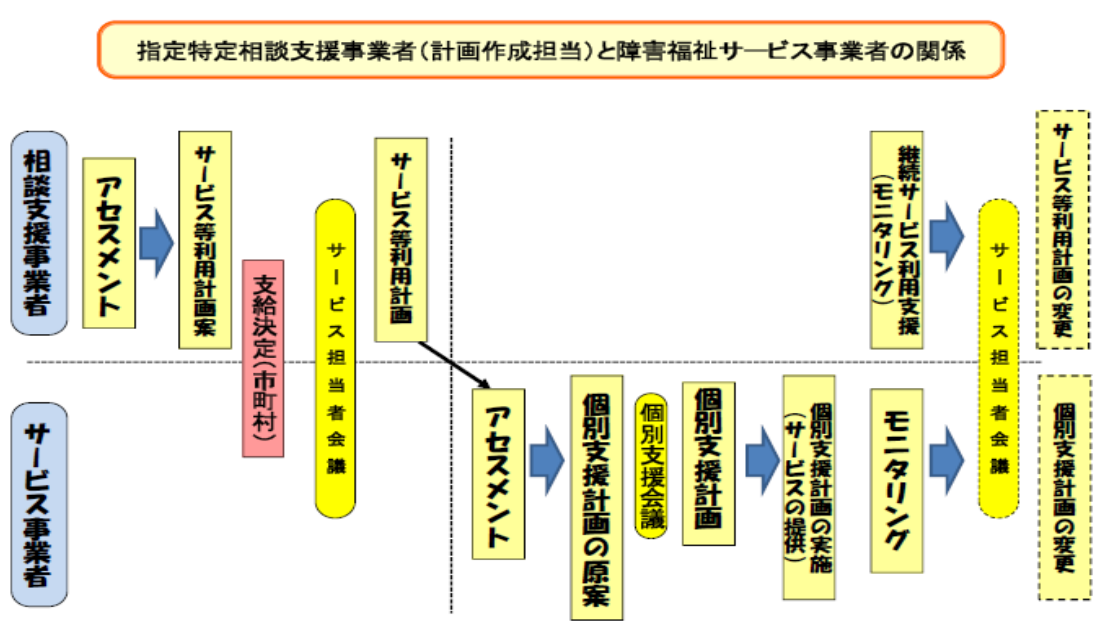 指定特定相談支援事業者(計画作成担当)と障害福祉サービス事業者の関係
相談支援事業者
アセスメント
サービス等利用計画案
支給決定(市町村)
サービス担当者会議
サービス等利用計画
継続サービス利用支援
(モニタリング)
サービス担当者会議
サービス等利用計画の変更
サービス事業者
アセスメント
個別支援計画の原案
個別支援会議
個別支援計画
個別支援計画の実施
(サービスの提供)
モニタリング
個別支援計画の変更